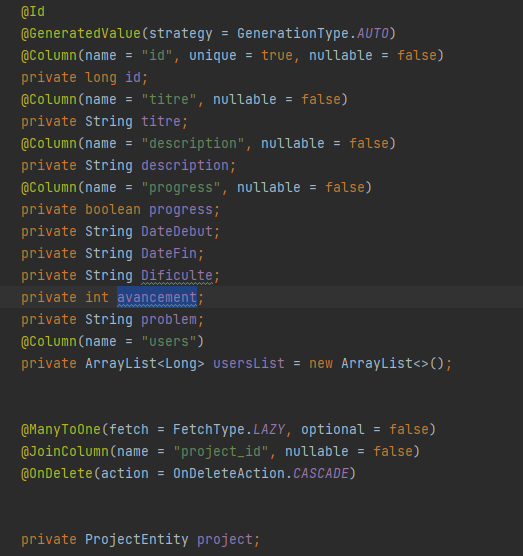 @Id
@GeneratedValue(strategy = GenerationType.AUTO)
@Column(name = "id", unique = true, nullable = false)
private long id;
@Column(name = "titre", nullable = false)
private String titre;
@Column(name = "description", nullable = false)
private String description;
@Column(name = "progress", nullable = false)
private boolean progress;
private String DateDebut;
private String DateFin;
private String Dificulte;
private int avancement;
private String problem;
@Column(name = "users")
private ArrayList<Long> usersList = new ArrayList<>();
@ManyToOne(fetch = FetchType.LAZY, optional = false)
@JoinColumn(name = "project_id", nullable = false)
@OnDelete(action = OnDeleteAction.CASCADE)
private ProjectEntity project;